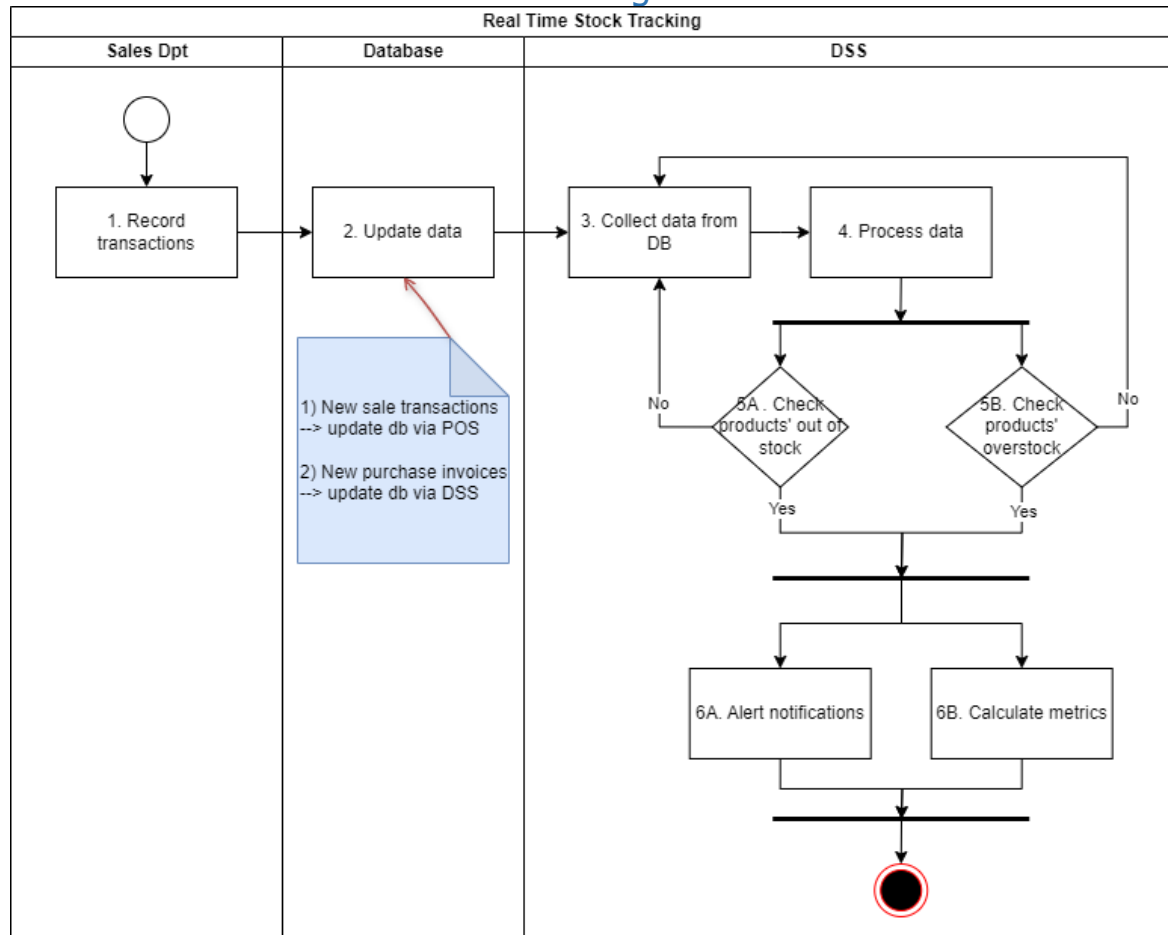 Real Time Stock Tracking
Sales Dpt
Database
DSS
1. Record
transactions
2. Update data
3. Collect data from
DB
4. Process data
1) New sale transactions
--> update db via POS
2) New purchase invoices
--> update db via DSS
No
5A . Check
products' out of
stock
5B. Check
products'
overstock
No
Yes
Yes
6A. Alert notifications
6B. Calculate metrics